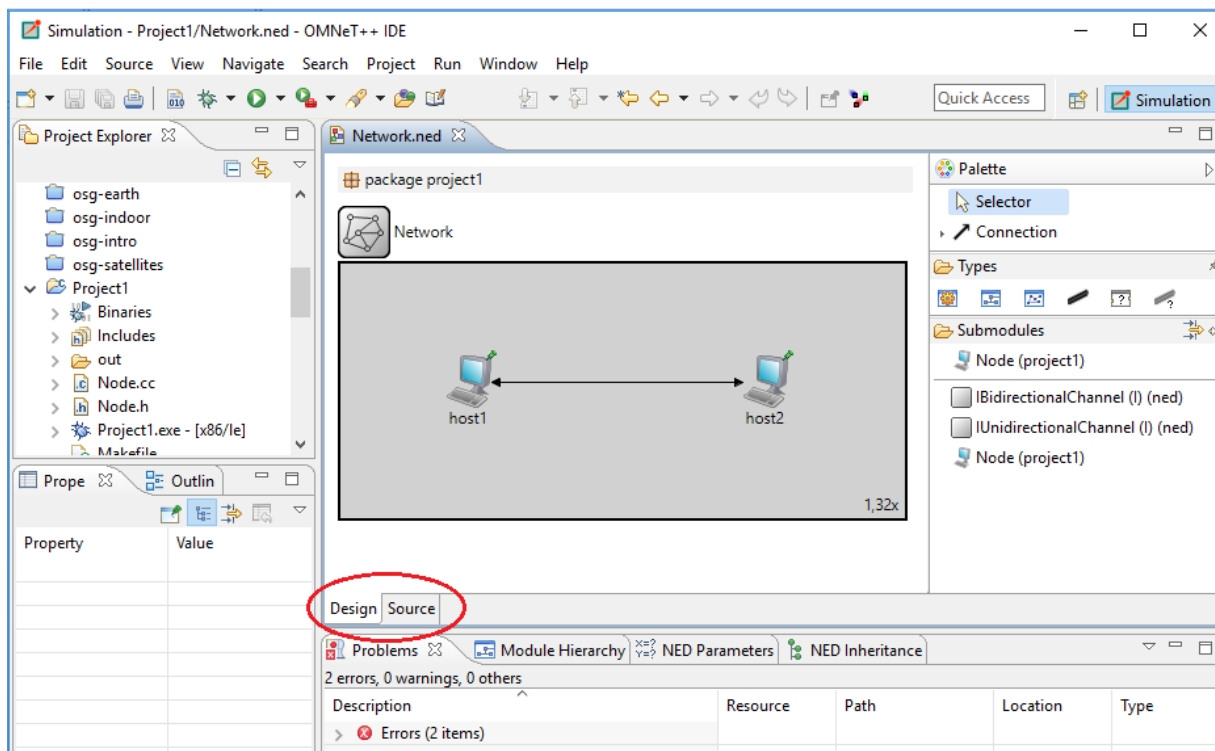 Simulation - Project1/Network.ned - OMNeT++ IDE
File Edit Source View Navigate Search Project Run Window Help
010
Quick Access
Simulation
Project Explorer
osg-earth
osg-indoor
osg-intro
osg-satellites
Project1
Binaries
Includes
out
Node.cc
Node.h
Project1.exe - [x86/le]
Makefile
Prope
Outlin
Property Value
Network.ned
package project1
Network
host1 host2
1,32x
Design Source
Palette
Selector
Connection
Types
Submodules
Node (project1)
IBidirectionalChannel (I) (ned)
IUnidirectionalChannel (I) (ned)
Node (project1)
Problems Module Hierarchy NED Parameters NED Inheritance
2 errors, 0 warnings, 0 others
Description Resource Path Location Type
Errors (2 items)